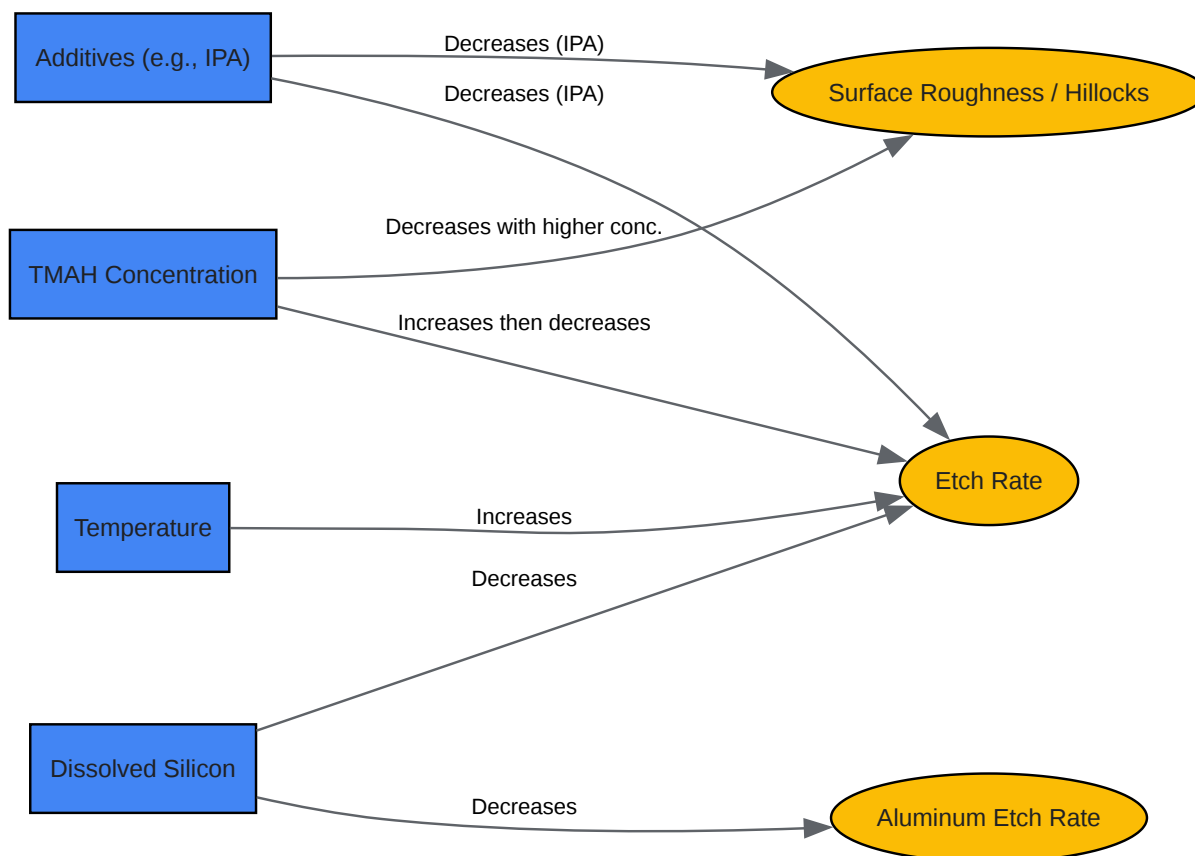 Additives (e.g., IPA)
Decreases (IPA)
Decreases (IPA)
Surface Roughness / Hillocks
Decreases with higher conc.
TMAH Concentration
Increases then decreases
Etch Rate
Temperature
Increases
Decreases
Dissolved Silicon
Decreases
Aluminum Etch Rate